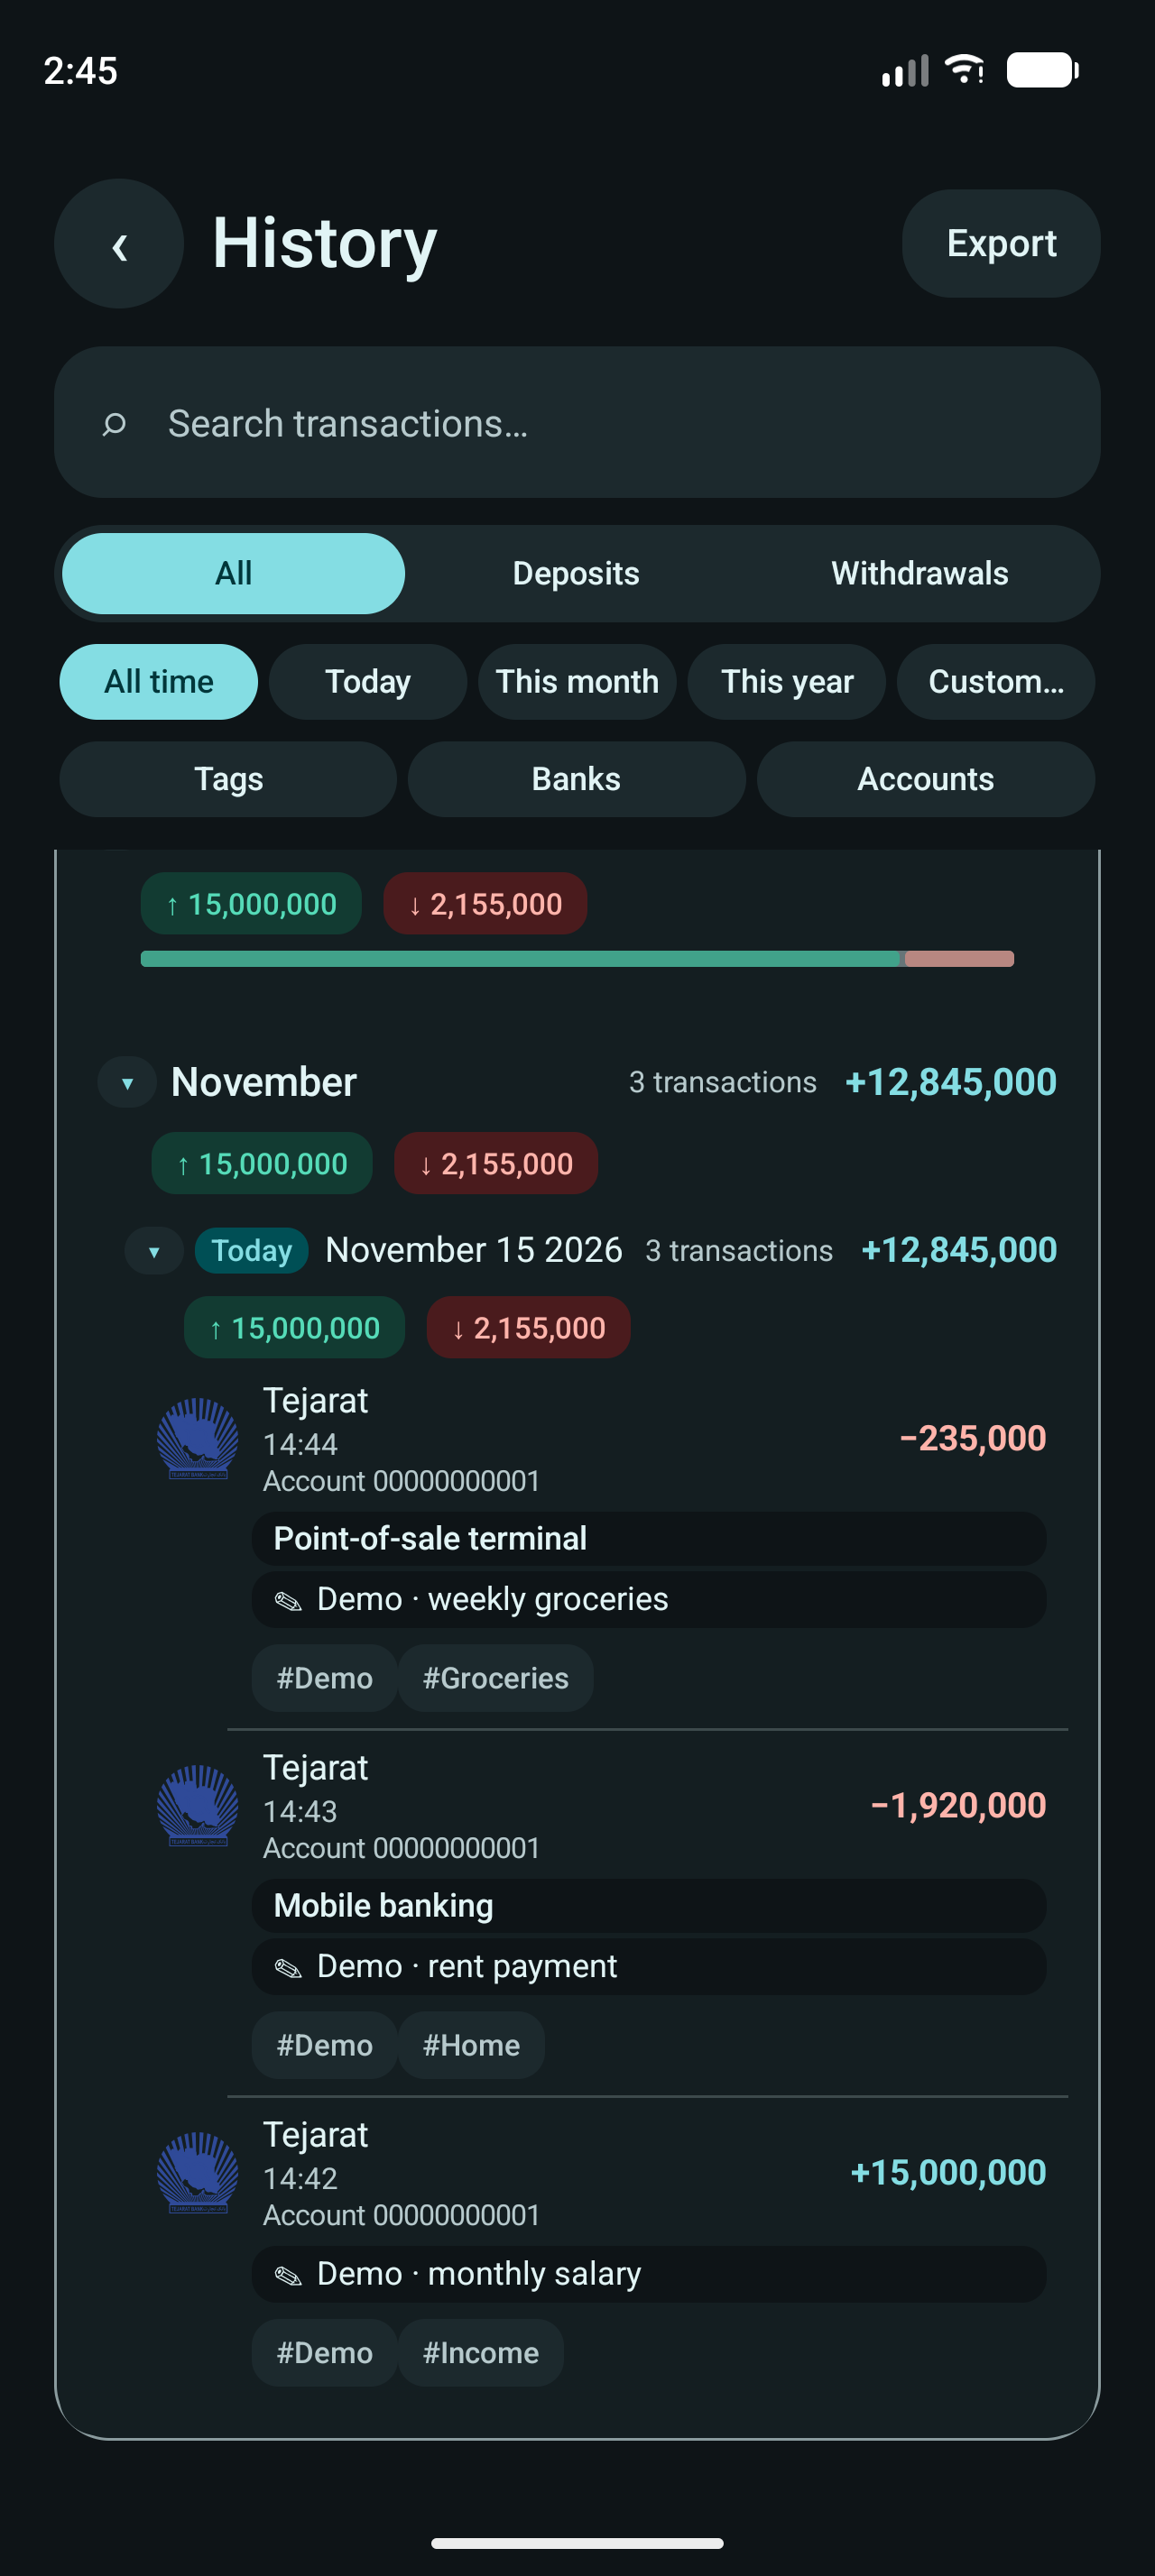 2:45
‹ History Export
Search transactions...
All Deposits Withdrawals
All time Today This month This year Custom...
Tags Banks Accounts
↑ 15,000,000 ↓ 2,155,000
▾ November 3 transactions +12,845,000
↑ 15,000,000 ↓ 2,155,000
▾ Today November 15 2026 3 transactions +12,845,000
↑ 15,000,000 ↓ 2,155,000
Tejarat
14:44
−235,000
Account 00000000001
Point-of-sale terminal
✎ Demo · weekly groceries
#Demo #Groceries
Tejarat
14:43
−1,920,000
Account 00000000001
Mobile banking
✎ Demo · rent payment
#Demo #Home
Tejarat
14:42
+15,000,000
Account 00000000001
✎ Demo · monthly salary
#Demo #Income